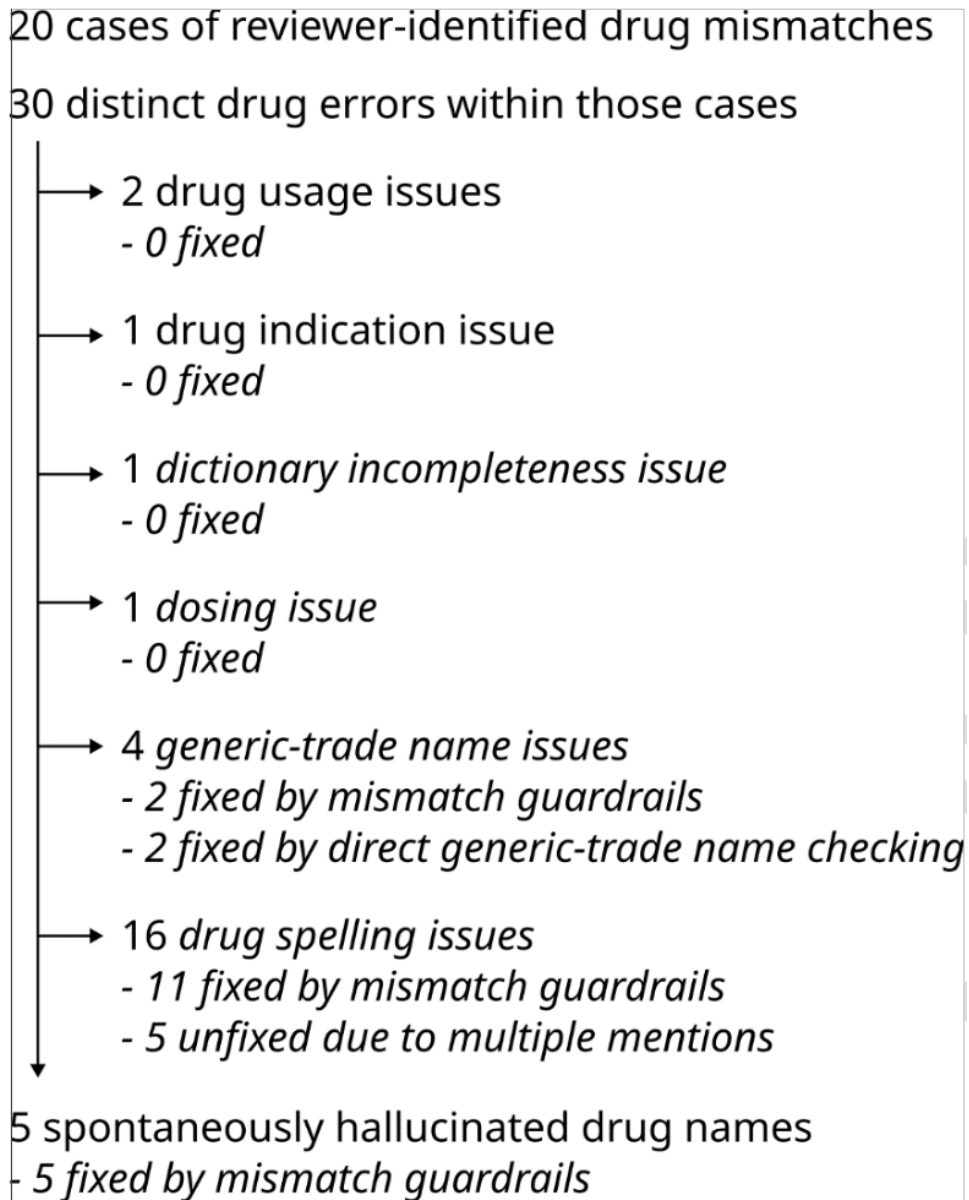 20 cases of reviewer-identified drug mismatches
30 distinct drug errors within those cases
2 drug usage issues
- 0 fixed
1 drug indication issue
- 0 fixed
1 dictionary incompleteness issue
- 0 fixed
1 dosing issue
- 0 fixed
4 generic-trade name issues
- 2 fixed by mismatch guardrails
- 2 fixed by direct generic-trade name checking
16 drug spelling issues
- 11 fixed by mismatch guardrails
- 5 unfixed due to multiple mentions
5 spontaneously hallucinated drug names
- 5 fixed by mismatch guardrails